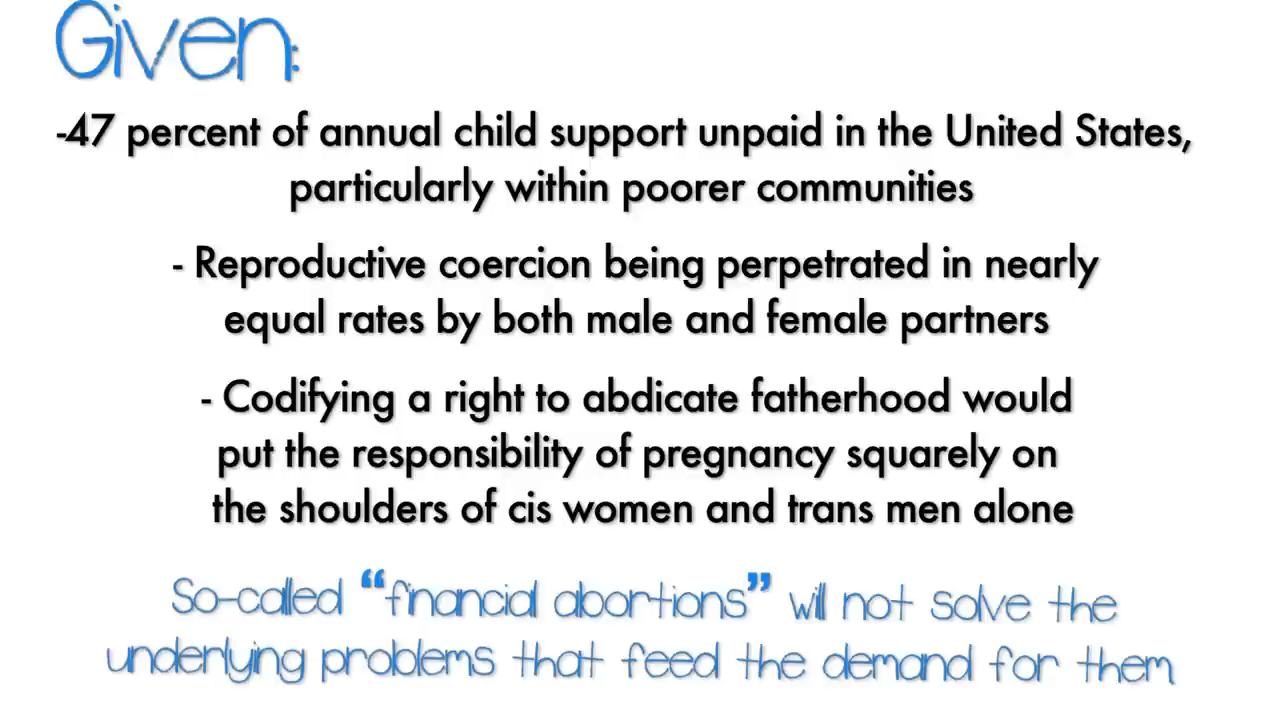 Given:
-47 percent of annual child support unpaid in the United States,
particularly within poorer communities
- Reproductive coercion being perpetrated in nearly
equal rates by both male and female partners
- Codifying a right to abdicate fatherhood would
put the responsibility of pregnancy squarely on
the shoulders of cis women and trans men alone
So-called “financial abortions” will not solve the
underlying problems that feed the demand for them